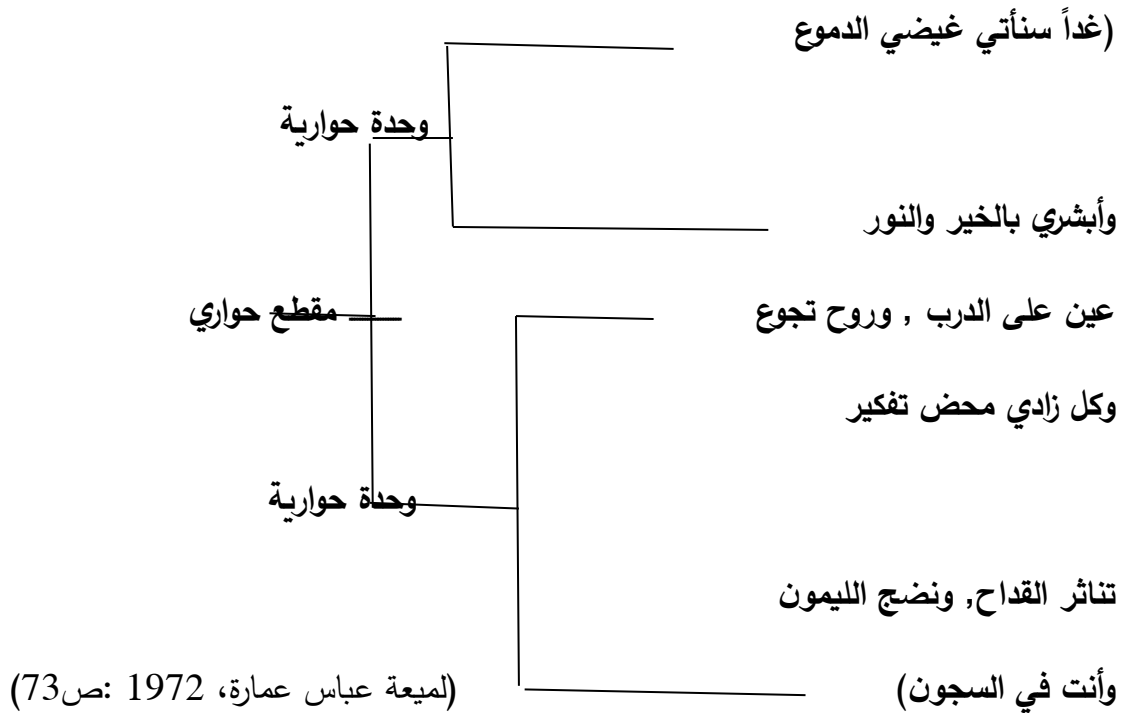 (غداً سنأتي غيضي الدموع
وحدة حوارية
وأبشري بالخير والنور
عين على الدرب , وروح تجوع
مقطع حواري
وكل زادي محض تفكير
وحدة حوارية
تناثر القداح, ونضج الليمون
وأنت في السجون)
(لميعة عباس عمارة، 1972 :ص73)